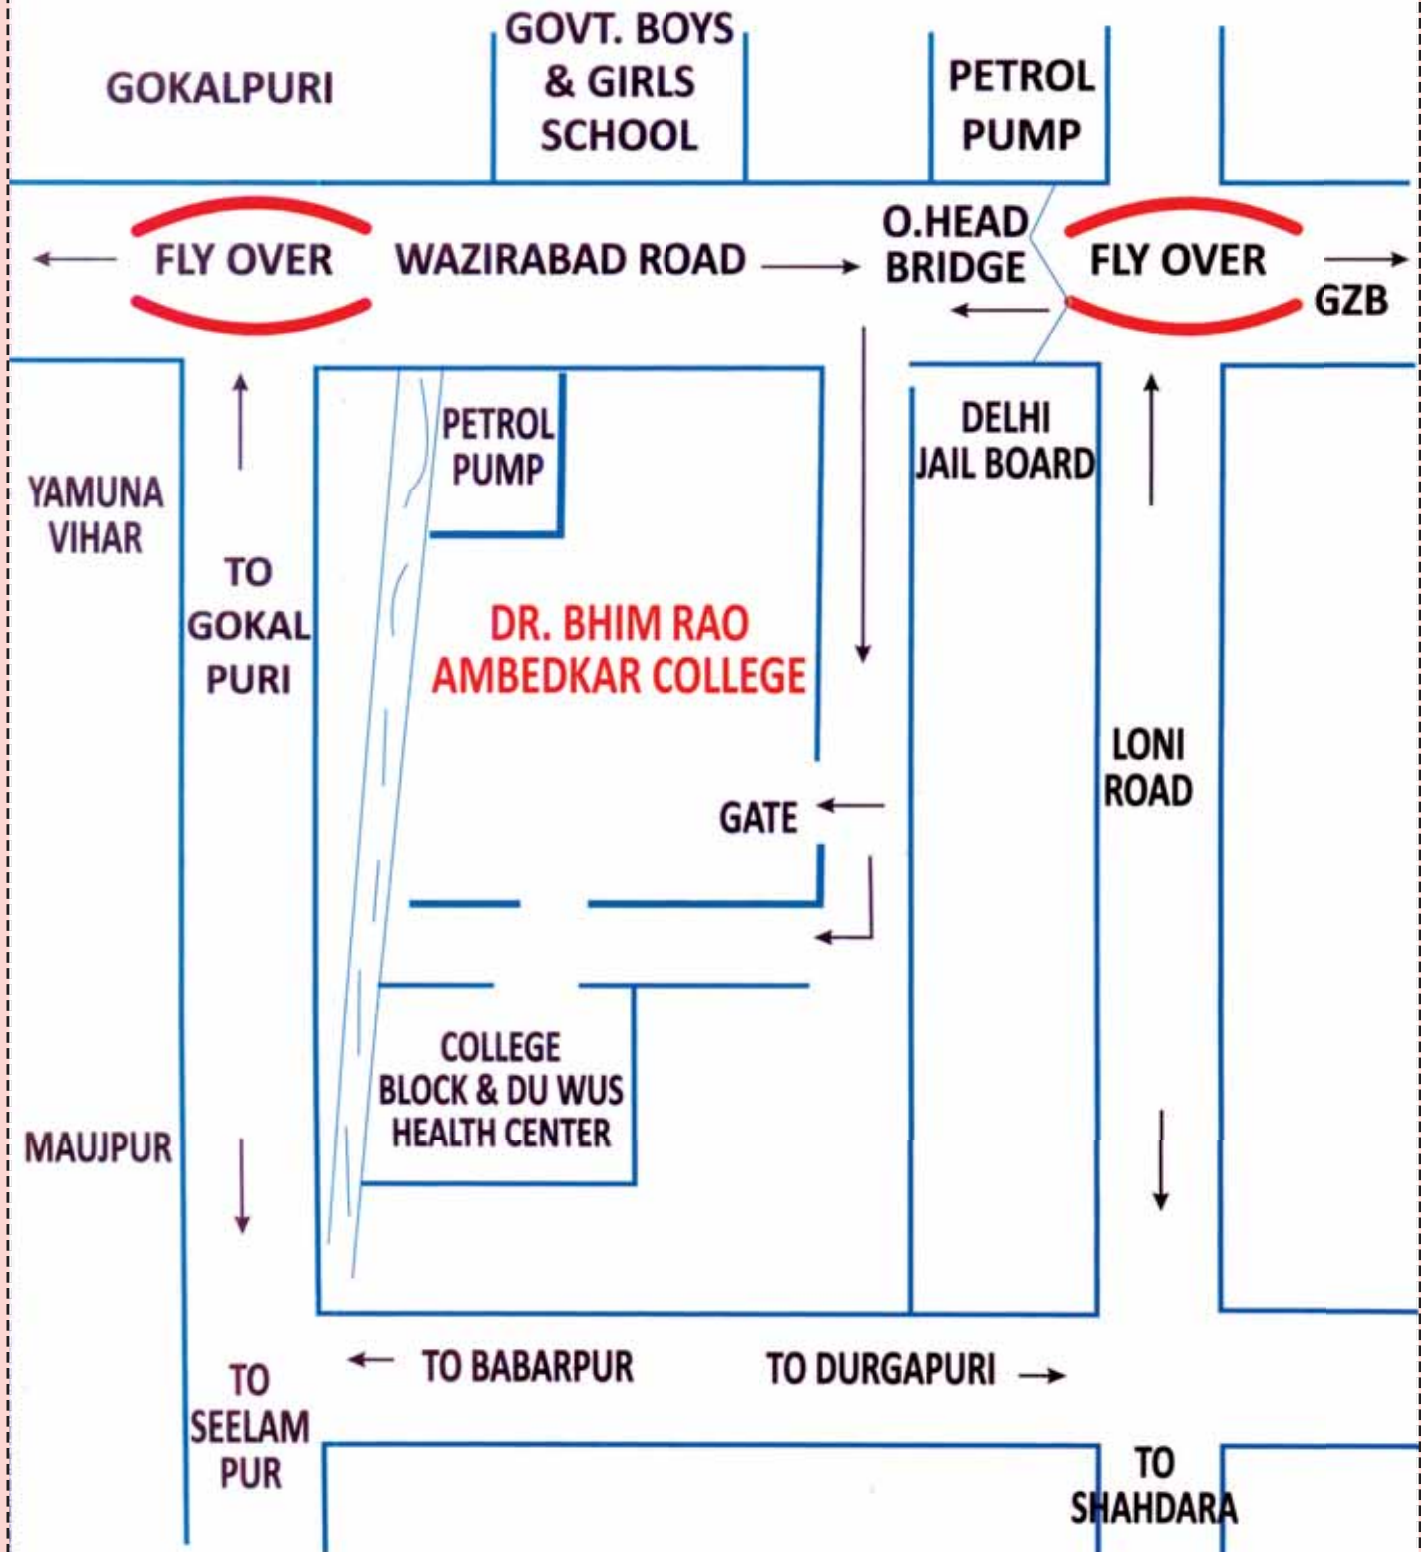 GOKALPURI
GOVT. BOYS
& GIRLS
SCHOOL
PETROL
PUMP
FLY OVER
WAZIRABAD ROAD
O.HEAD
BRIDGE
FLY OVER
GZB
YAMUNA
VIHAR
TO
GOKAL
PURI
PETROL
PUMP
DELHI
JAIL BOARD
DR. BHIM RAO
AMBEDKAR COLLEGE
LONI
ROAD
GATE
COLLEGE
BLOCK & DU WUS
HEALTH CENTER
MAUJPUR
TO
SEELAM
PUR
TO BABARPUR
TO DURGAPURI
TO
SHAHDARA